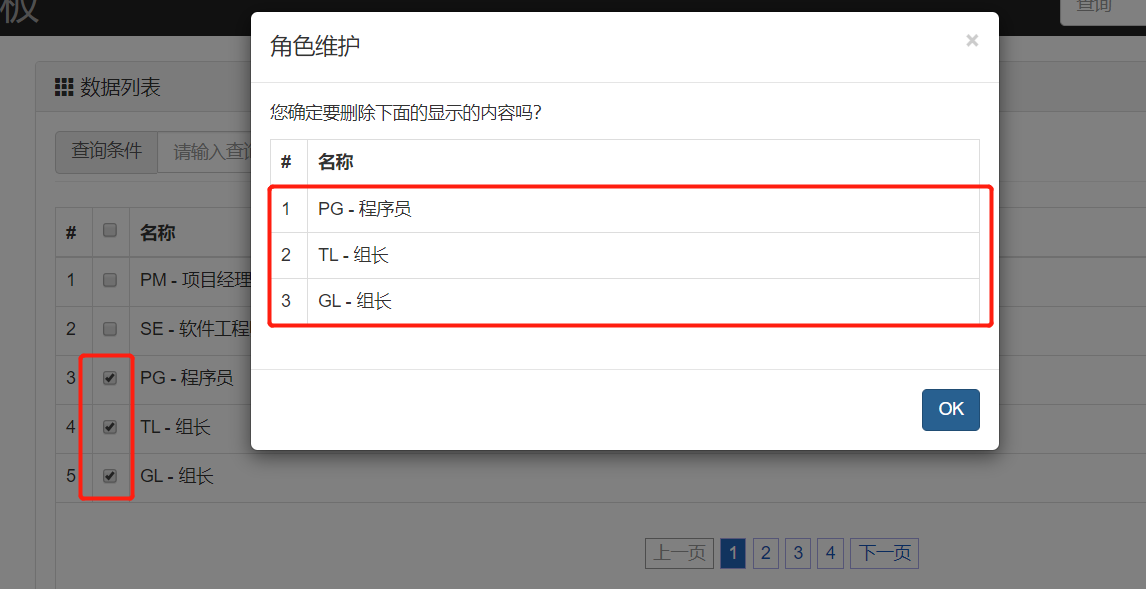 板
查询
角色维护
×
数据列表
您确定要删除下面的显示的内容吗?
查询条件
请输入查
# 名称
1 PG - 程序员
2 TL - 组长
3 GL - 组长
# 名称
1 PM - 项目经理
2 SE - 软件工程
3 PG - 程序员
4 TL - 组长
5 GL - 组长
OK
上一页 1 2 3 4 下一页